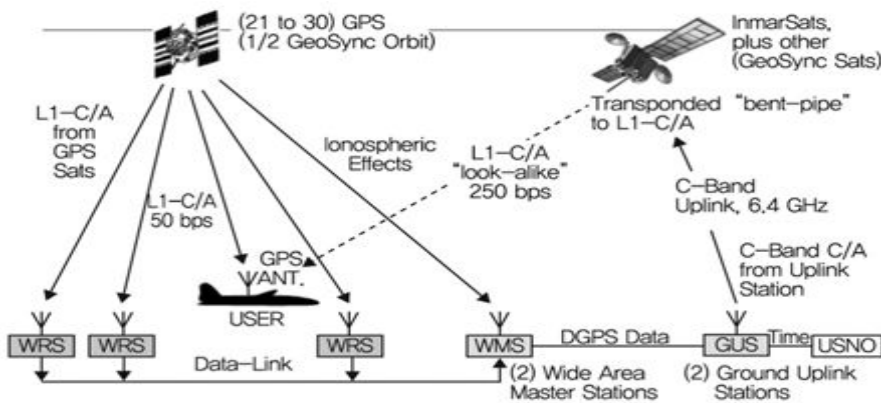 (21 to 30) GPS
(1/2 GeoSync Orbit)
InmarSats,
plus other
(GeoSync Sats)
Transponded "bent-pipe"
to L1-C/A
L1-C/A
from
GPS
Sats
Ionospheric
Effects
L1-C/A
"look-alike"
250 bps
L1-C/A
50 bps
C-Band
Uplink, 6.4 GHz
GPS
ANT.
USER
C-Band C/A
from Uplink
Station
WRS
WRS
WRS
WMS
DGPS Data
GUS
Time
USNO
Data-Link
(2) Wide Area
Master Stations
(2) Ground Uplink
Stations